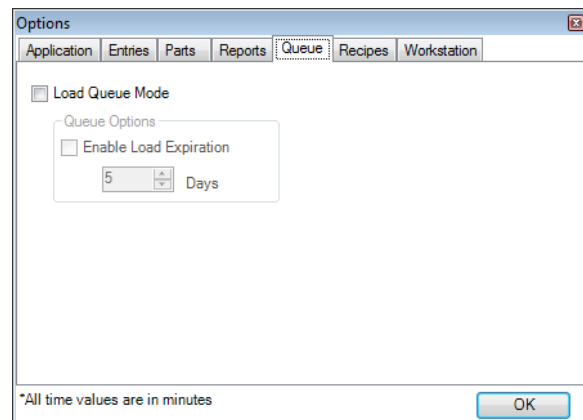 Options
Application Entries Parts Reports Queue Recipes Workstation
Load Queue Mode
Queue Options
Enable Load Expiration
5 Days
*All time values are in minutes
OK